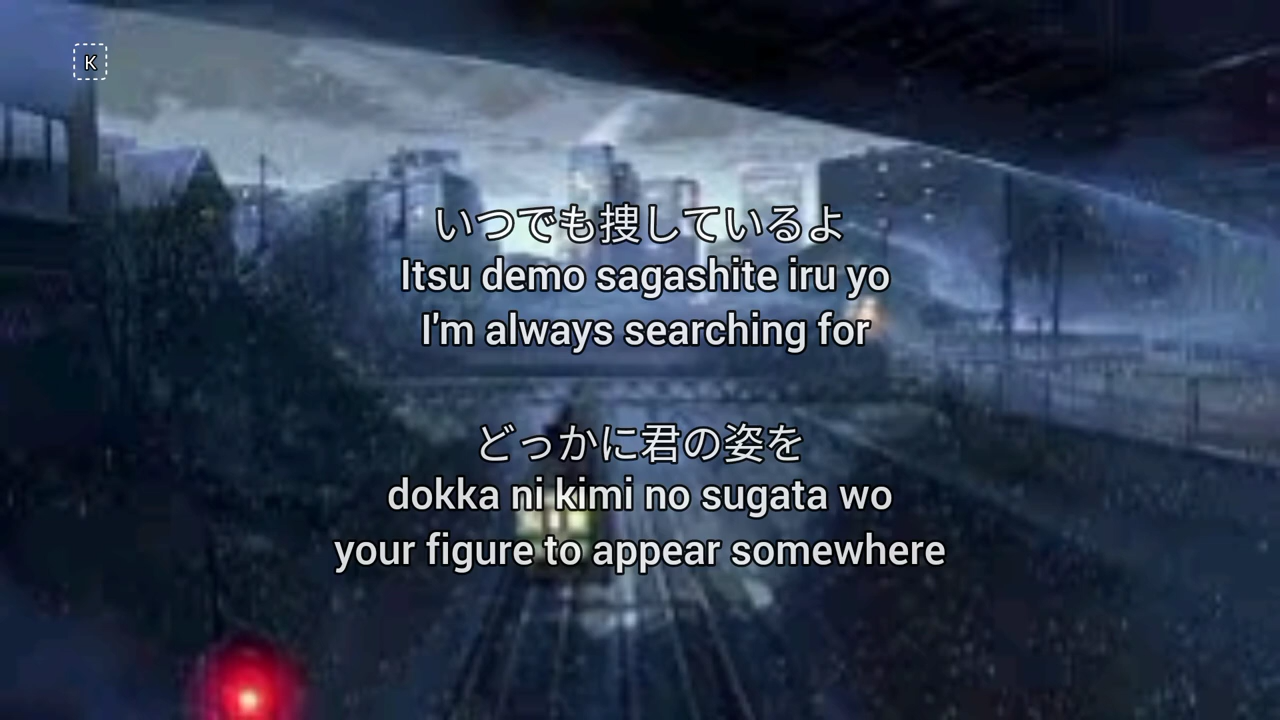 K
いつでも捜しているよ
Itsu demo sagashite iru yo
I'm always searching for
どっかに君の姿を
dokka ni kimi no sugata wo
your figure to appear somewhere